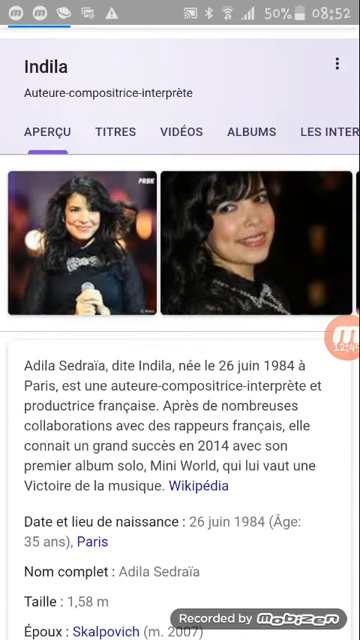 50% 08:52
Indila
Auteure-compositrice-interprète
APERÇU TITRES VIDÉOS ALBUMS LES INTER
PRBK
Adila Sedraïa, dite Indila, née le 26 juin 1984 à
Paris, est une auteure-compositrice-interprète et
productrice française. Après de nombreuses
collaborations avec des rappeurs français, elle
connait un grand succès en 2014 avec son
premier album solo, Mini World, qui lui vaut une
Victoire de la musique. Wikipédia
Date et lieu de naissance : 26 juin 1984 (Âge:
35 ans), Paris
Nom complet : Adila Sedraïa
Taille : 1,58 m
Recorded by Mobizen
Époux : Skalpovich (m. 2007)